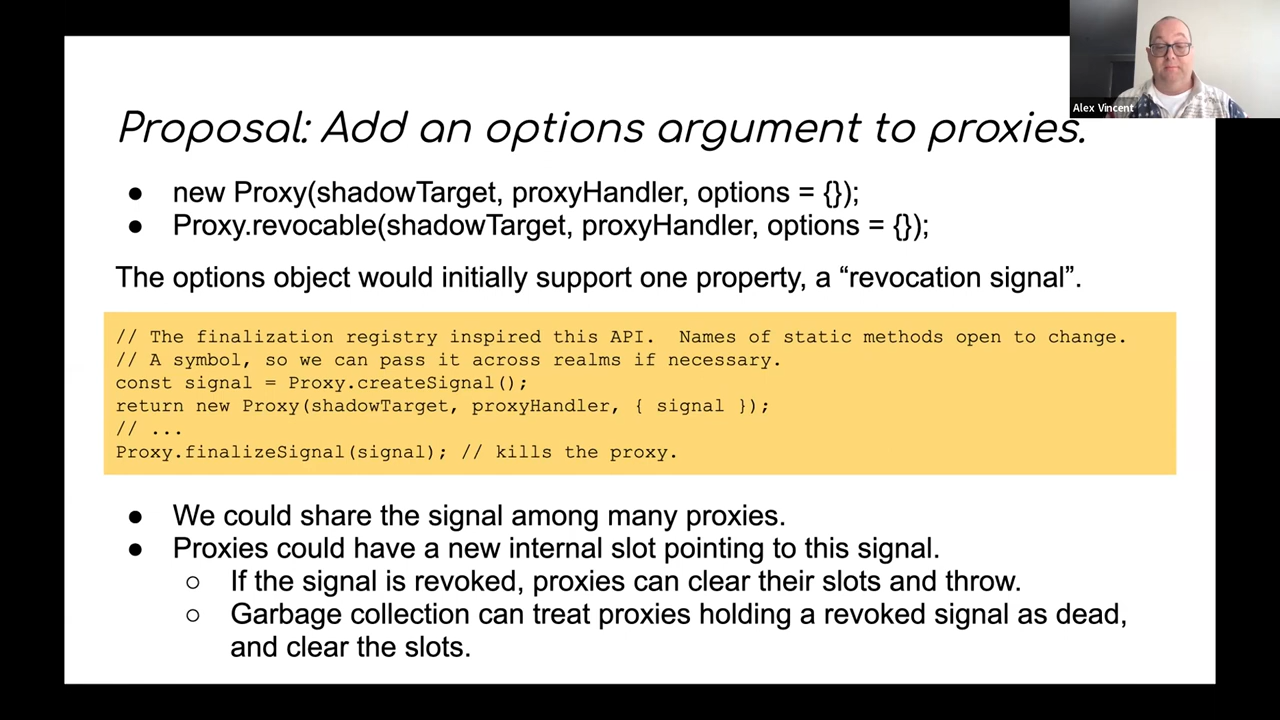 Alex Vincent
Proposal: Add an options argument to proxies.
● new Proxy(shadowTarget, proxyHandler, options = {});
● Proxy.revocable(shadowTarget, proxyHandler, options = {});
The options object would initially support one property, a “revocation signal”.
// The finalization registry inspired this API.  Names of static methods open to change.
// A symbol, so we can pass it across realms if necessary.
const signal = Proxy.createSignal();
return new Proxy(shadowTarget, proxyHandler, { signal });
// ...
Proxy.finalizeSignal(signal); // kills the proxy.
● We could share the signal among many proxies.
● Proxies could have a new internal slot pointing to this signal.
○ If the signal is revoked, proxies can clear their slots and throw.
○ Garbage collection can treat proxies holding a revoked signal as dead,
and clear the slots.